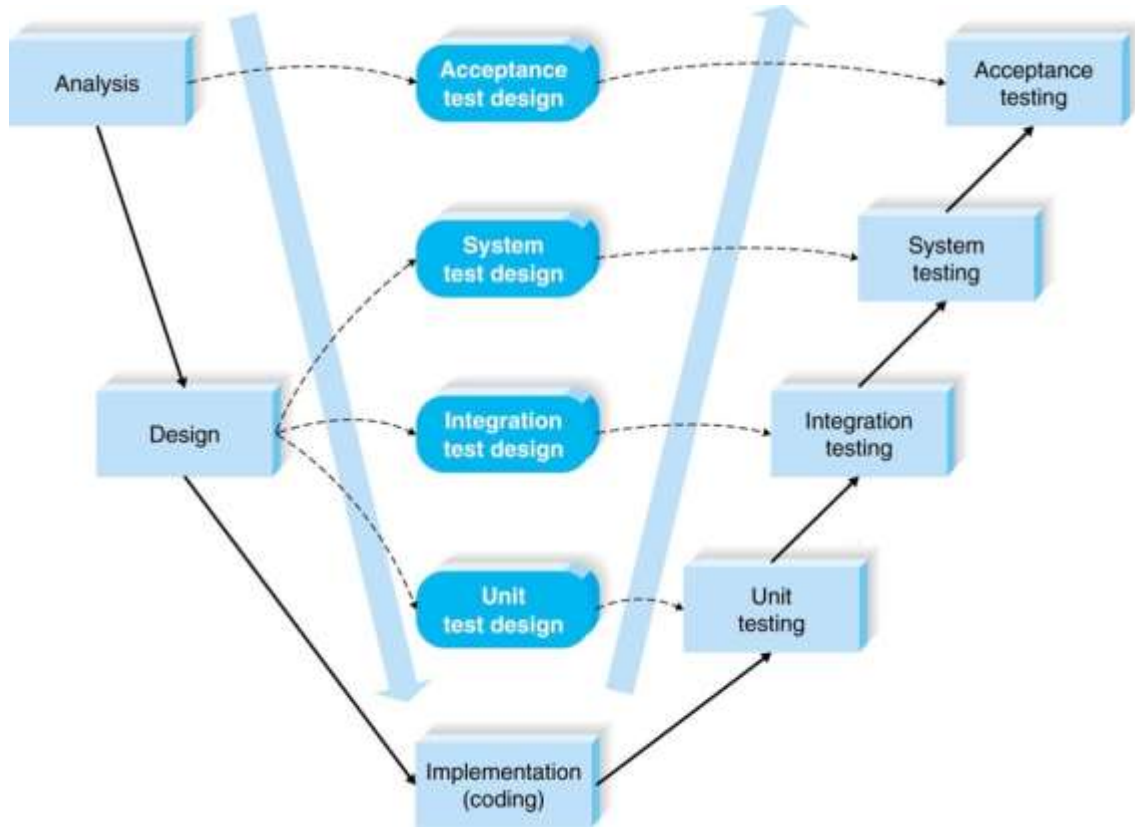 Analysis
Acceptance
test design
Acceptance
testing
System
test design
System
testing
Design
Integration
test design
Integration
testing
Unit
test design
Unit
testing
Implementation
(coding)